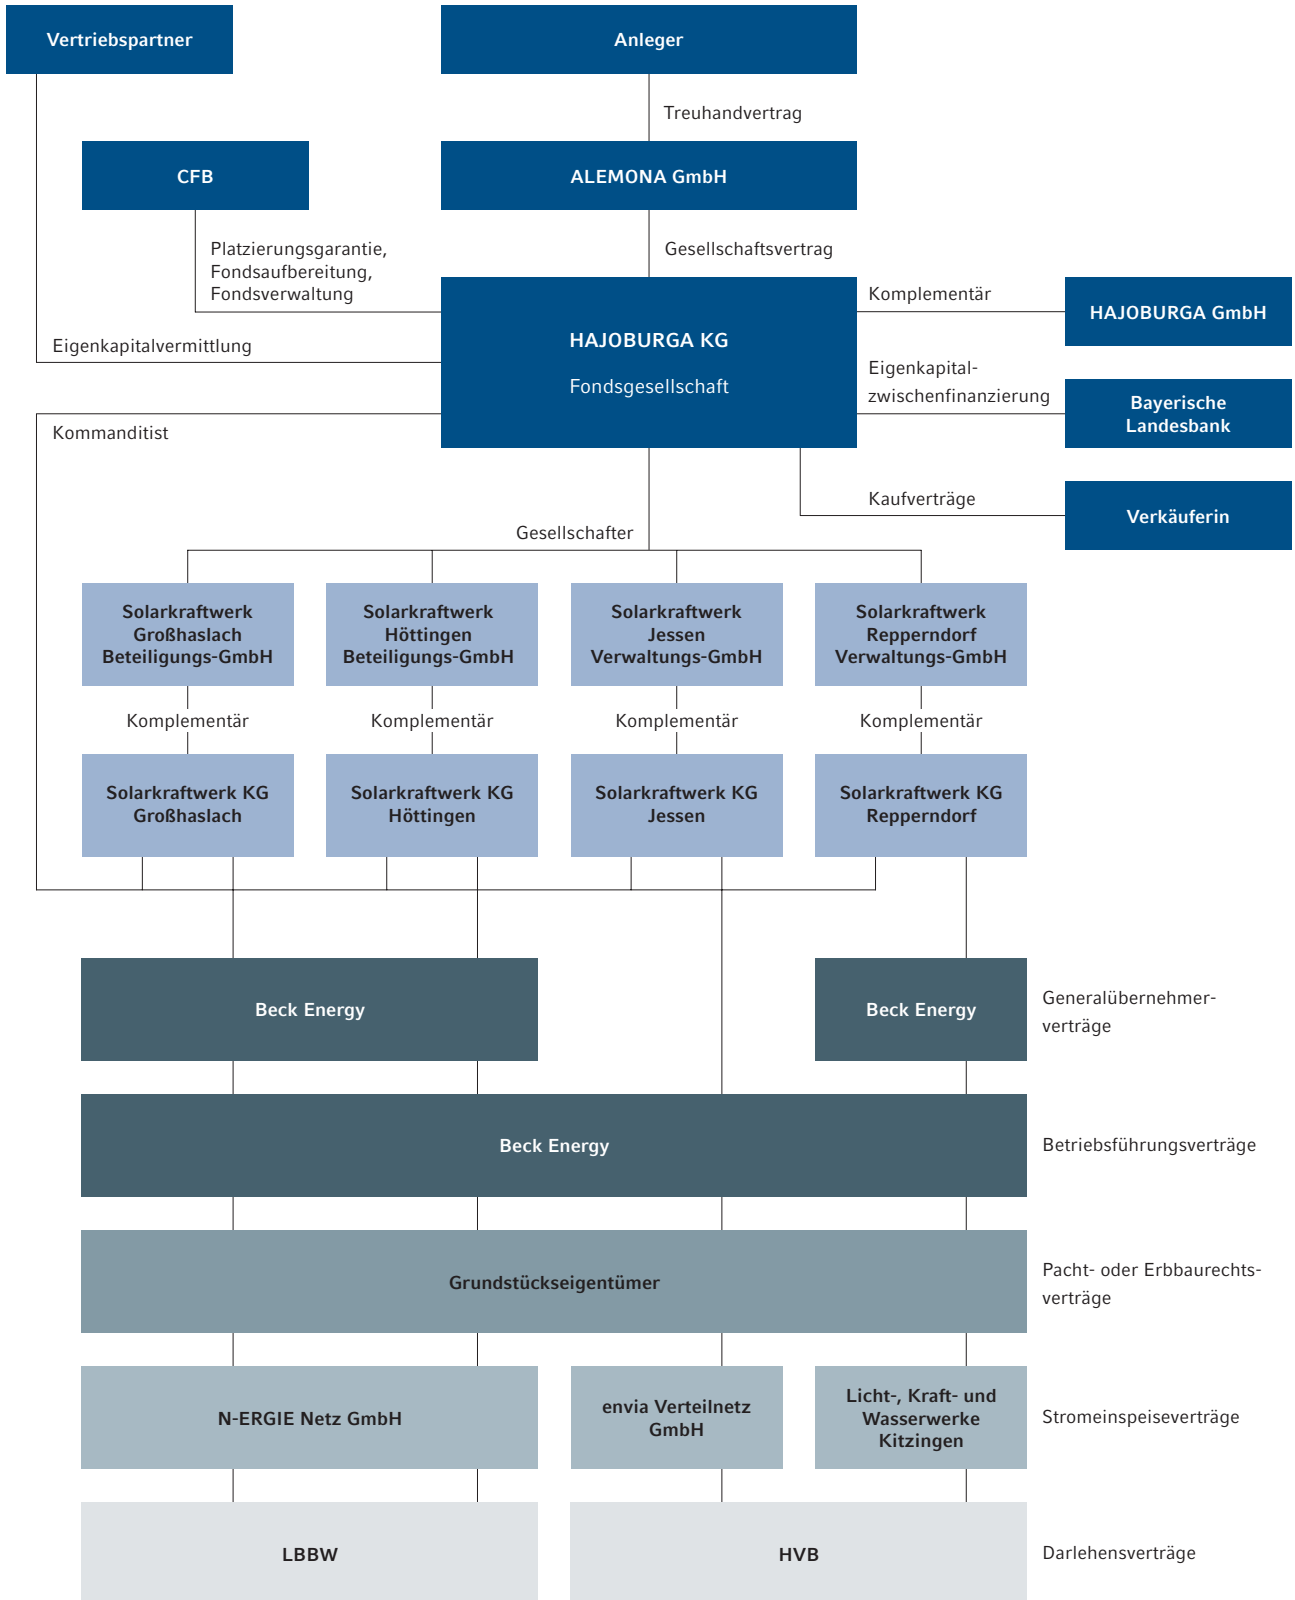 Vertriebspartner
Anleger
Treuhandvertrag
CFB
ALEMONA GmbH
Platzierungsgarantie,
Fondsaufbereitung,
Fondsverwaltung
Gesellschaftsvertrag
Komplementär
HAJOBURGA GmbH
HAJOBURGA KG
Fondsgesellschaft
Eigenkapitalvermittlung
Eigenkapital-
zwischenfinanzierung
Bayerische
Landesbank
Kommanditist
Kaufverträge
Verkäuferin
Gesellschafter
Solarkraftwerk
Großhaslach
Beteiligungs-GmbH
Solarkraftwerk
Höttingen
Beteiligungs-GmbH
Solarkraftwerk
Jessen
Verwaltungs-GmbH
Solarkraftwerk
Repperndorf
Verwaltungs-GmbH
Komplementär
Komplementär
Komplementär
Komplementär
Solarkraftwerk KG
Großhaslach
Solarkraftwerk KG
Höttingen
Solarkraftwerk KG
Jessen
Solarkraftwerk KG
Repperndorf
Beck Energy
Beck Energy
Generalübernehmer-
verträge
Beck Energy
Betriebsführungsverträge
Grundstückseigentümer
Pacht- oder Erbbaurechts-
verträge
N-ERGIE Netz GmbH
envia Verteilnetz
GmbH
Licht-, Kraft- und
Wasserwerke
Kitzingen
Stromeinspeiseverträge
LBBW
HVB
Darlehensverträge